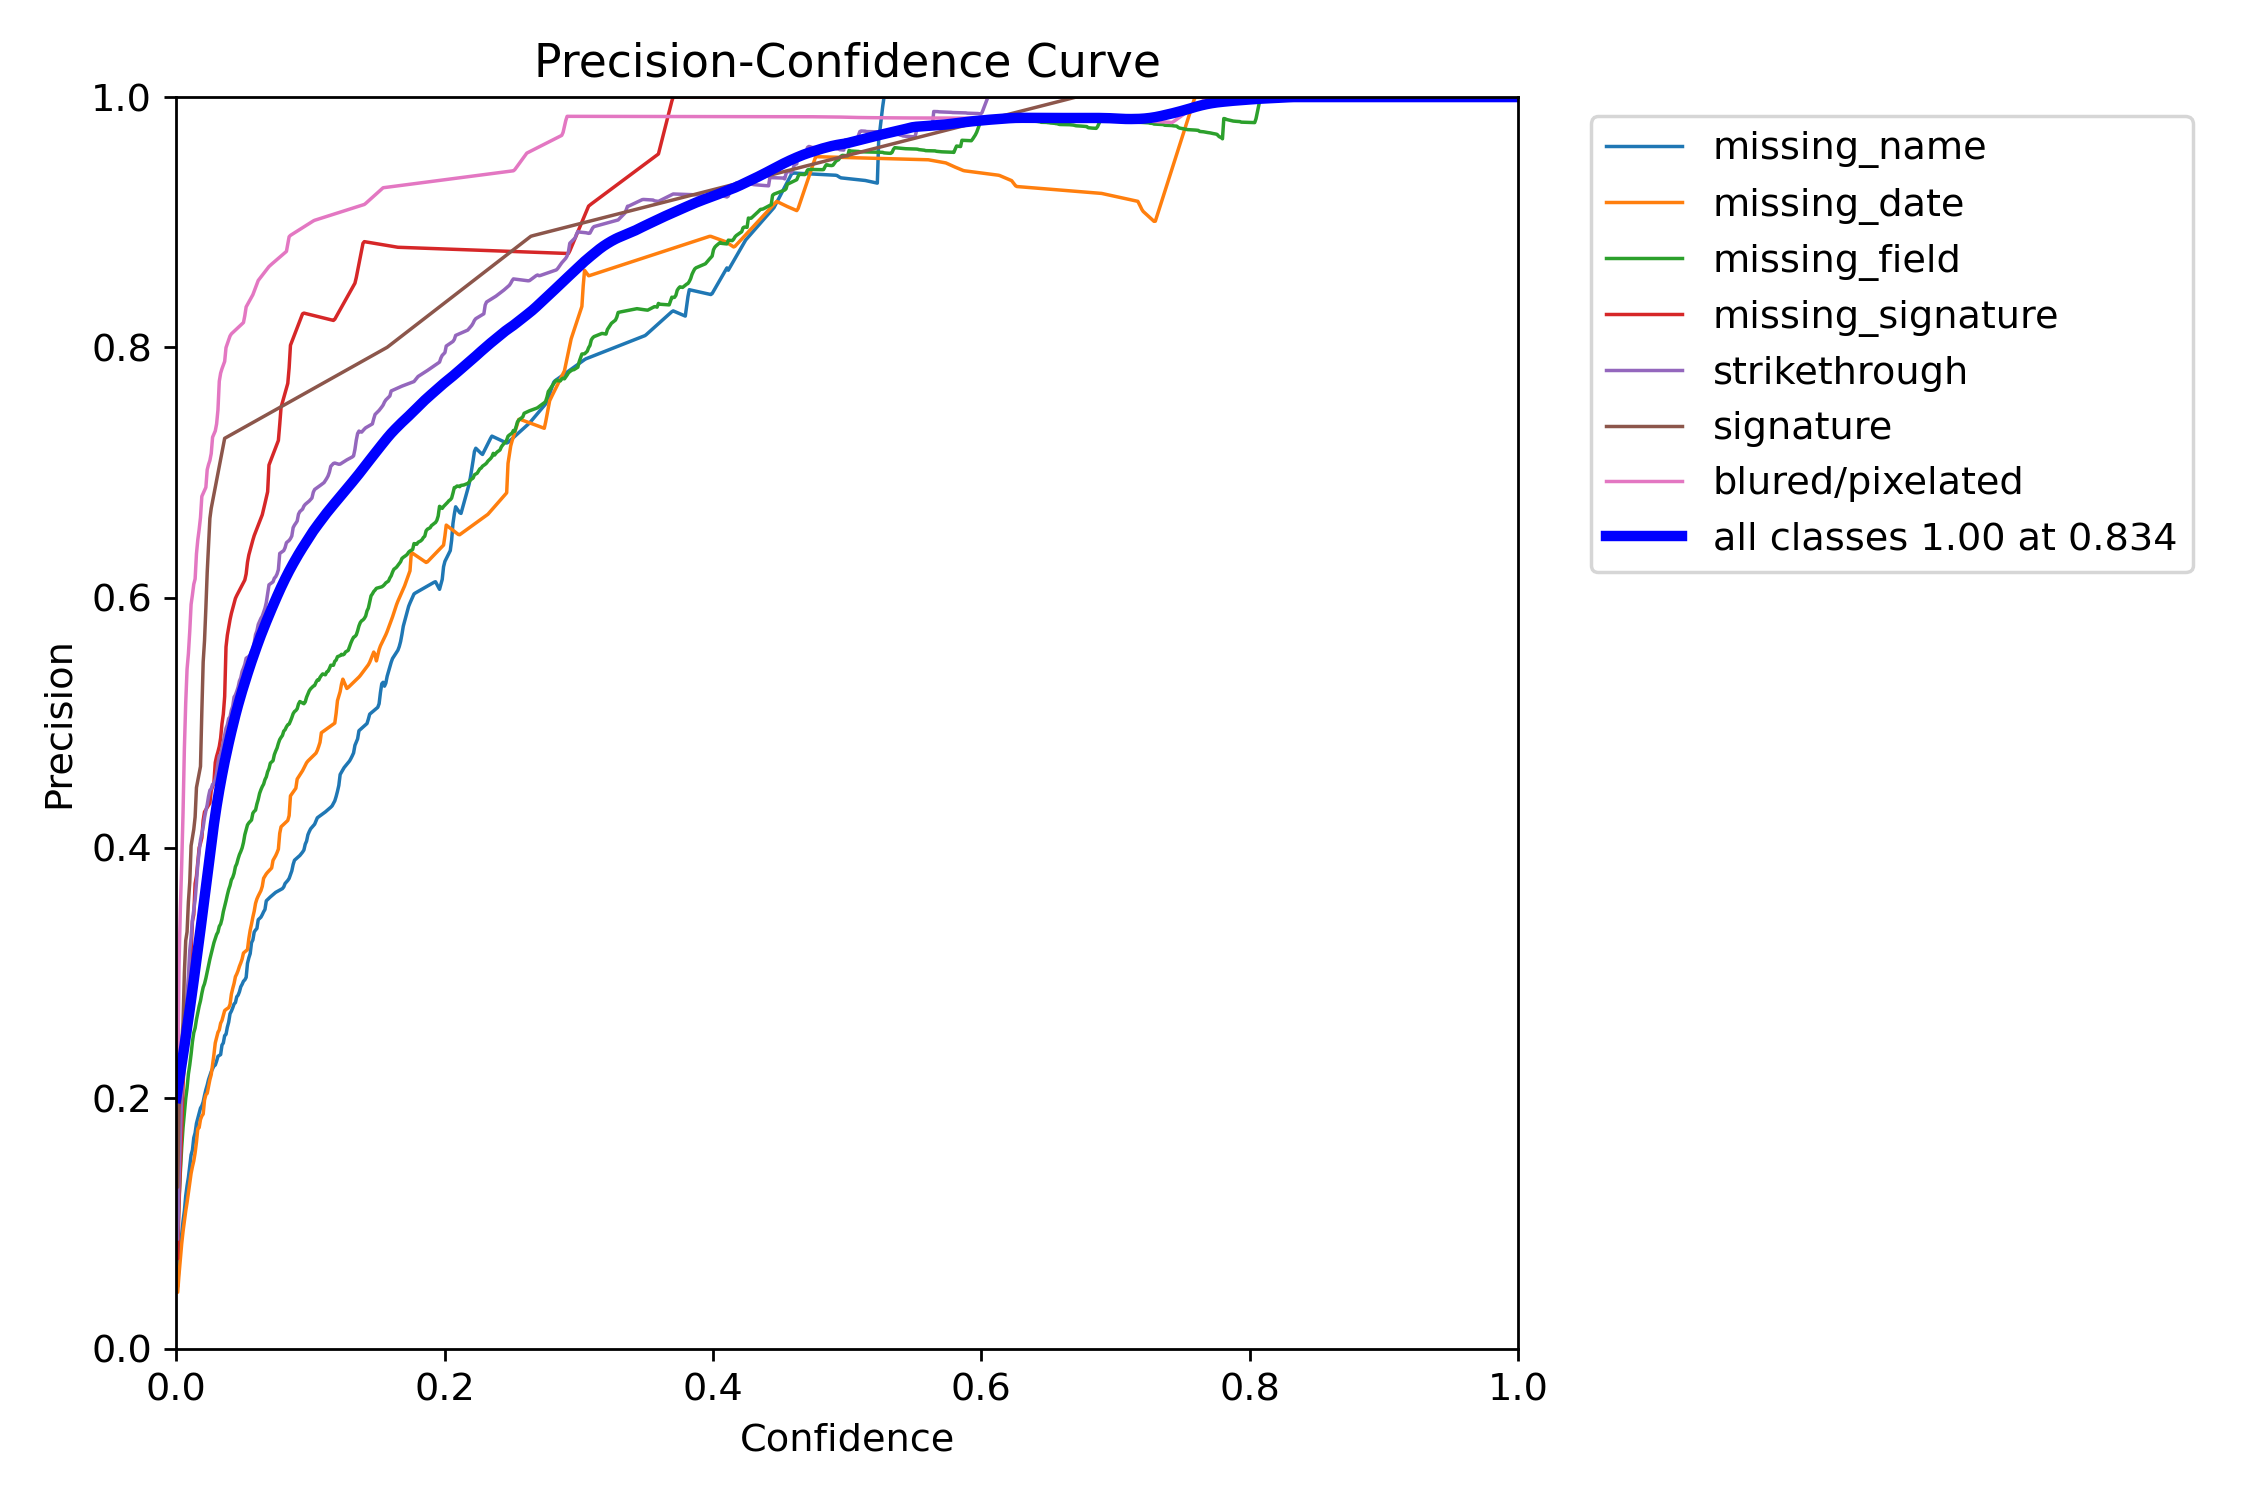 Precision-Confidence Curve
1.0
0.8
0.6
0.4
0.2
0.0
Precision
0.0 0.2 0.4 0.6 0.8 1.0
Confidence
missing_name
missing_date
missing_field
missing_signature
strikethrough
signature
blured/pixelated
all classes 1.00 at 0.834